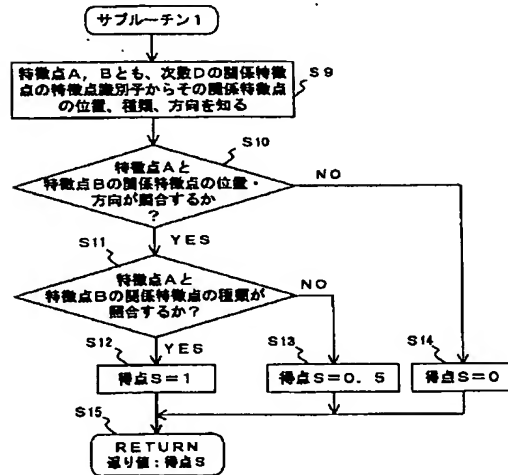 サブルーチン1
特徴点A，Bとも、次数Dの関係特徴
点の特徴点識別子からその関係特徴点
の位置、種類、方向を知る
S9
S10
特徴点Aと
特徴点Bの関係特徴点の位置・
方向が照合するか
？
NO
YES
S11
特徴点Aと
特徴点Bの関係特徴点の種類が
照合するか？
NO
YES
S12
得点S＝1
S13
得点S＝0．5
S14
得点S＝0
S15
RETURN
返り値：得点S